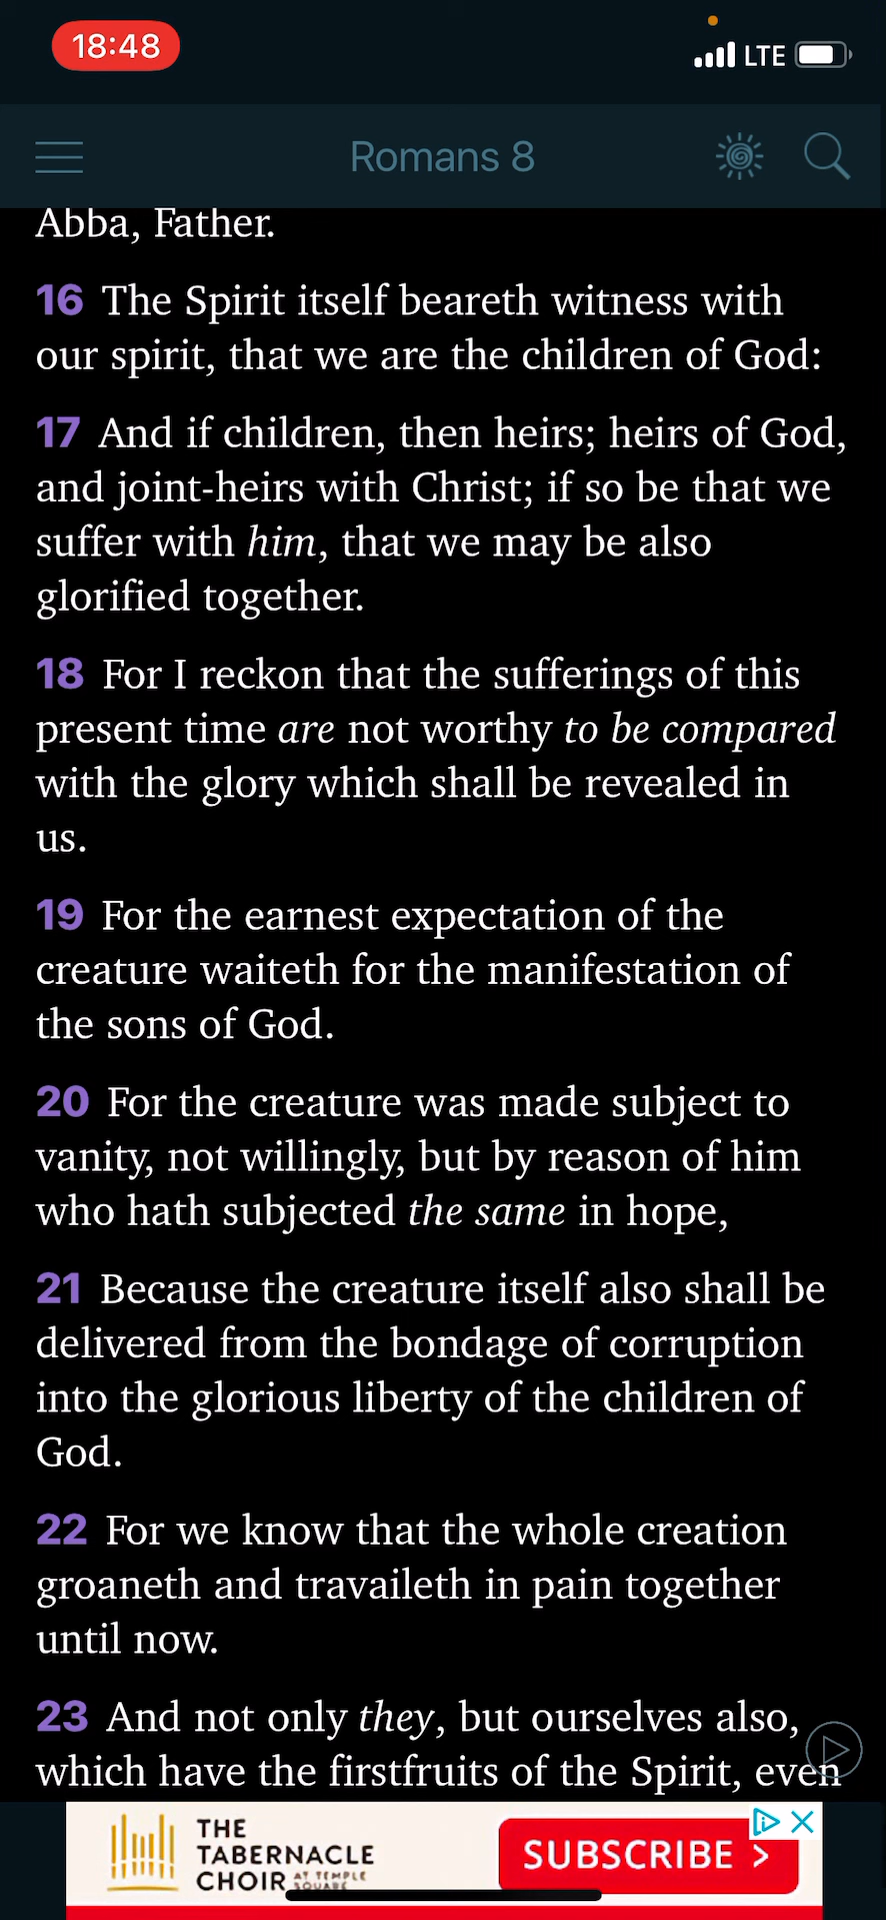 18:48
LTE
Romans 8
Abba, Father.
16 The Spirit itself beareth witness with
our spirit, that we are the children of God:
17 And if children, then heirs; heirs of God,
and joint-heirs with Christ; if so be that we
suffer with him, that we may be also
glorified together.
18 For I reckon that the sufferings of this
present time are not worthy to be compared
with the glory which shall be revealed in
us.
19 For the earnest expectation of the
creature waiteth for the manifestation of
the sons of God.
20 For the creature was made subject to
vanity, not willingly, but by reason of him
who hath subjected the same in hope,
21 Because the creature itself also shall be
delivered from the bondage of corruption
into the glorious liberty of the children of
God.
22 For we know that the whole creation
groaneth and travaileth in pain together
until now.
23 And not only they, but ourselves also,
which have the firstfruits of the Spirit, even
THE
TABERNACLE
CHOIR AT TEMPLE
SQUARE
SUBSCRIBE >